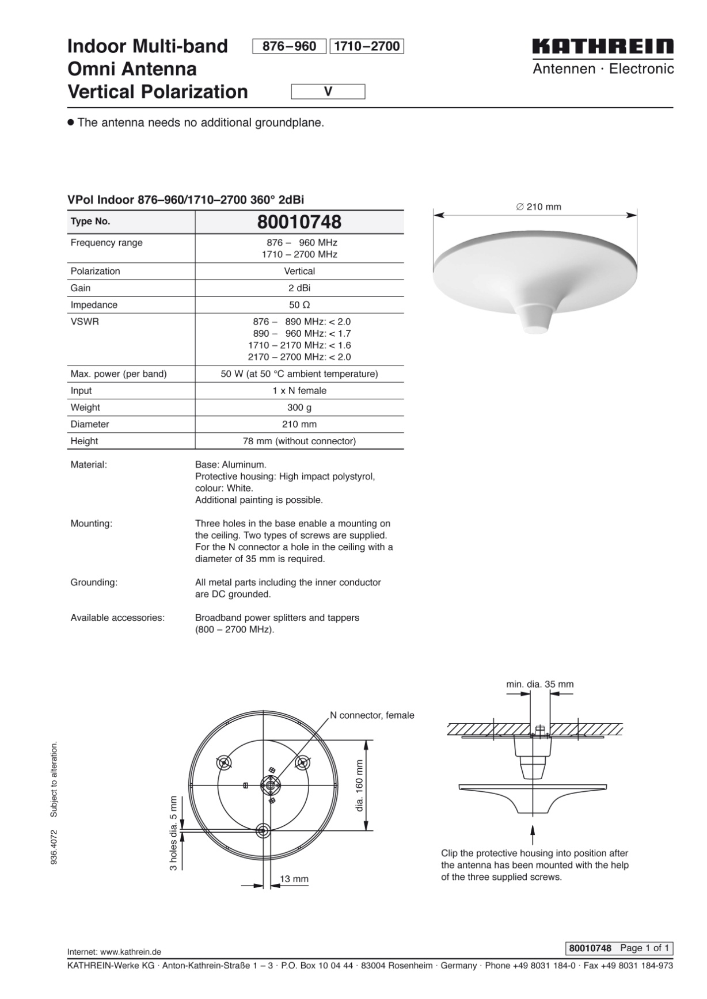 Indoor Multi-band
Omni Antenna
Vertical Polarization
876–960 1710–2700
V
KATHREIN
Antennen · Electronic
● The antenna needs no additional groundplane.
VPol Indoor 876–960/1710–2700 360° 2dBi
Type No. 80010748
Frequency range 876 – 960 MHz
1710 – 2700 MHz
Polarization Vertical
Gain 2 dBi
Impedance 50 Ω
VSWR 876 – 890 MHz: < 2.0
890 – 960 MHz: < 1.7
1710 – 2170 MHz: < 1.6
2170 – 2700 MHz: < 2.0
Max. power (per band) 50 W (at 50 °C ambient temperature)
Input 1 x N female
Weight 300 g
Diameter 210 mm
Height 78 mm (without connector)
∅ 210 mm
Material: Base: Aluminum.
Protective housing: High impact polystyrol,
colour: White.
Additional painting is possible.
Mounting: Three holes in the base enable a mounting on
the ceiling. Two types of screws are supplied.
For the N connector a hole in the ceiling with a
diameter of 35 mm is required.
Grounding: All metal parts including the inner conductor
are DC grounded.
Available accessories: Broadband power splitters and tappers
(800 – 2700 MHz).
N connector, female
dia. 160 mm
3 holes dia. 5 mm
13 mm
min. dia. 35 mm
Clip the protective housing into position after
the antenna has been mounted with the help
of the three supplied screws.
936.4072 Subject to alteration.
Internet: www.kathrein.de
80010748 Page 1 of 1
KATHREIN-Werke KG · Anton-Kathrein-Straße 1 – 3 · P.O. Box 10 04 44 · 83004 Rosenheim · Germany · Phone +49 8031 184-0 · Fax +49 8031 184-973